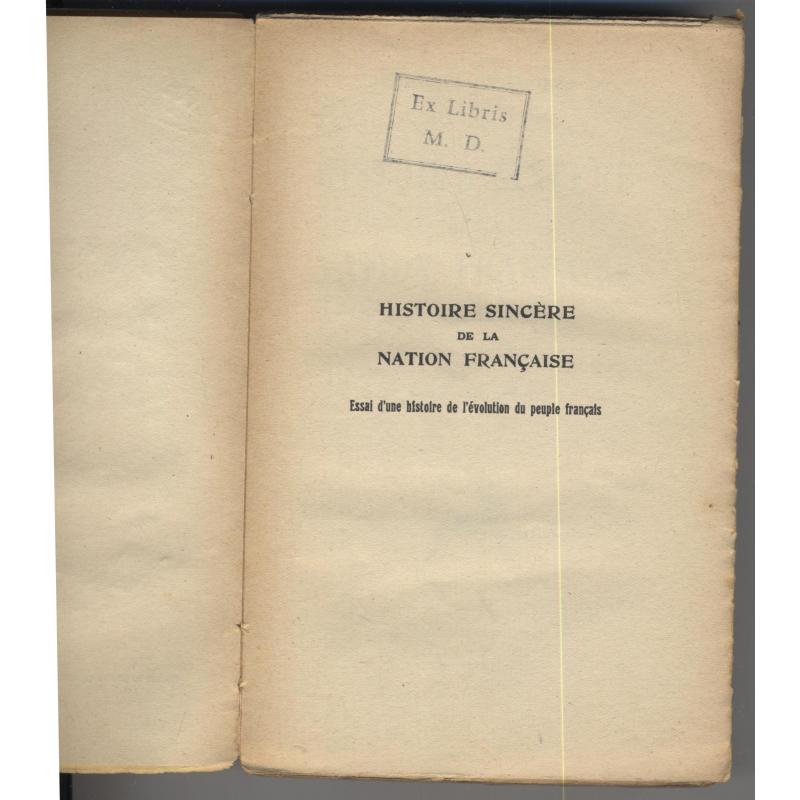 Ex Libris
M. D.
HISTOIRE SINCÈRE
DE LA
NATION FRANÇAISE
Essai d'une histoire de l'évolution du peuple français